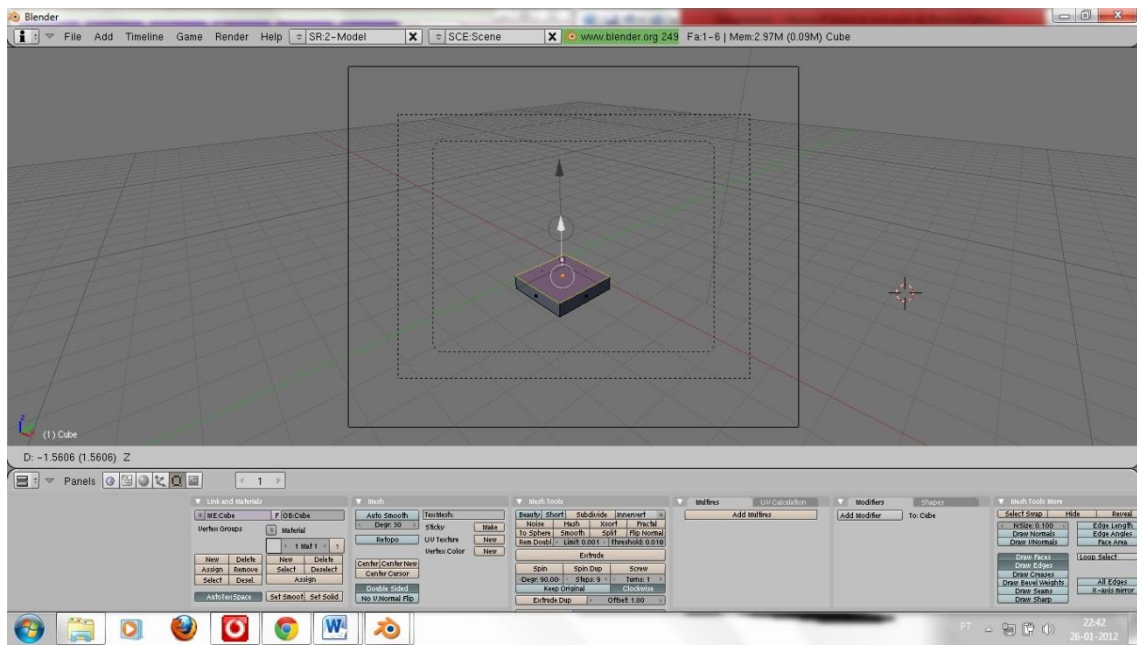 Blender
File Add Timeline Game Render Help SR:2-Model X SCE:Scene X www.blender.org 249 Fa:1-6 | Mem:2.97M (0.09M) Cube
z
(1) Cube
D: -1.5606 (1.5606) Z
Panels 1
Link and Materials
ME:Cube F OB:Cube
Vertex Groups
Material
1 Mat 1 ?
New Delete New Delete
Assign Remove Select Deselect
Select Desel. Assign
AutoTexSpace Set Smoot Set Solid
Mesh
Auto Smooth TexMesh:
Degr: 30 Sticky Make
Retopo UV Texture New
Vertex Color New
Center Center New
Center Cursor
Double Sided
No V.Normal Flip
Mesh Tools
Beauty Short Subdivide Innervert
Noise Hash Xsort Fractal
To Sphere Smooth Split Flip Normal
Rem Doubl Limit: 0.001 Threshold: 0.010
Extrude
Spin Spin Dup Screw
Degr: 90.00 Steps: 9 Turns: 1
Keep Original Clockwise
Extrude Dup Offset: 1.00
Multires UV Calculation
Add Multires
Modifiers Shapes
Add Modifier To: Cube
Mesh Tools More
Select Swap Hide Reveal
NSize: 0.100 Edge Length
Draw Normals Edge Angles
Draw VNormals Face Area
Draw Faces Loop Select
Draw Edges
Draw Creases
Draw Bevel Weights All Edges
Draw Seams X-axis mirror
Draw Sharp
PT 22:42
26-01-2012